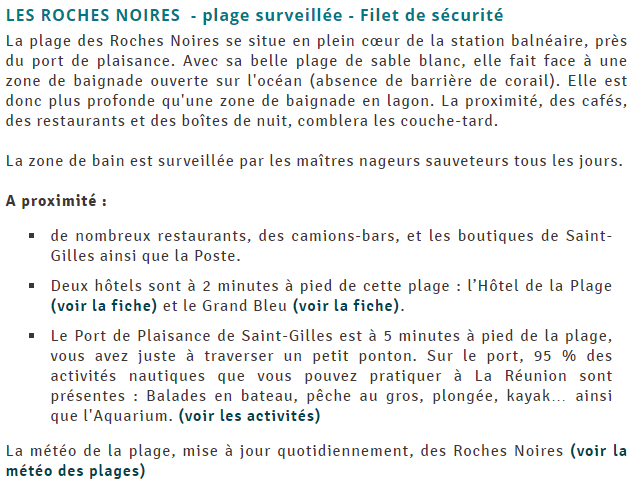 LES ROCHES NOIRES - plage surveillée - Filet de sécurité
La plage des Roches Noires se situe en plein cœur de la station balnéaire, près
du port de plaisance. Avec sa belle plage de sable blanc, elle fait face à une
zone de baignade ouverte sur l'océan (absence de barrière de corail). Elle est
donc plus profonde qu'une zone de baignade en lagon. La proximité, des cafés,
des restaurants et des boîtes de nuit, comblera les couche-tard.
La zone de bain est surveillée par les maîtres nageurs sauveteurs tous les jours.
A proximité :
▪ de nombreux restaurants, des camions-bars, et les boutiques de Saint-
Gilles ainsi que la Poste.
▪ Deux hôtels sont à 2 minutes à pied de cette plage : l’Hôtel de la Plage
(voir la fiche) et le Grand Bleu (voir la fiche).
▪ Le Port de Plaisance de Saint-Gilles est à 5 minutes à pied de la plage,
vous avez juste à traverser un petit ponton. Sur le port, 95 % des
activités nautiques que vous pouvez pratiquer à La Réunion sont
présentes : Balades en bateau, pêche au gros, plongée, kayak… ainsi
que l'Aquarium. (voir les activités)
La météo de la plage, mise à jour quotidiennement, des Roches Noires (voir la
météo des plages)